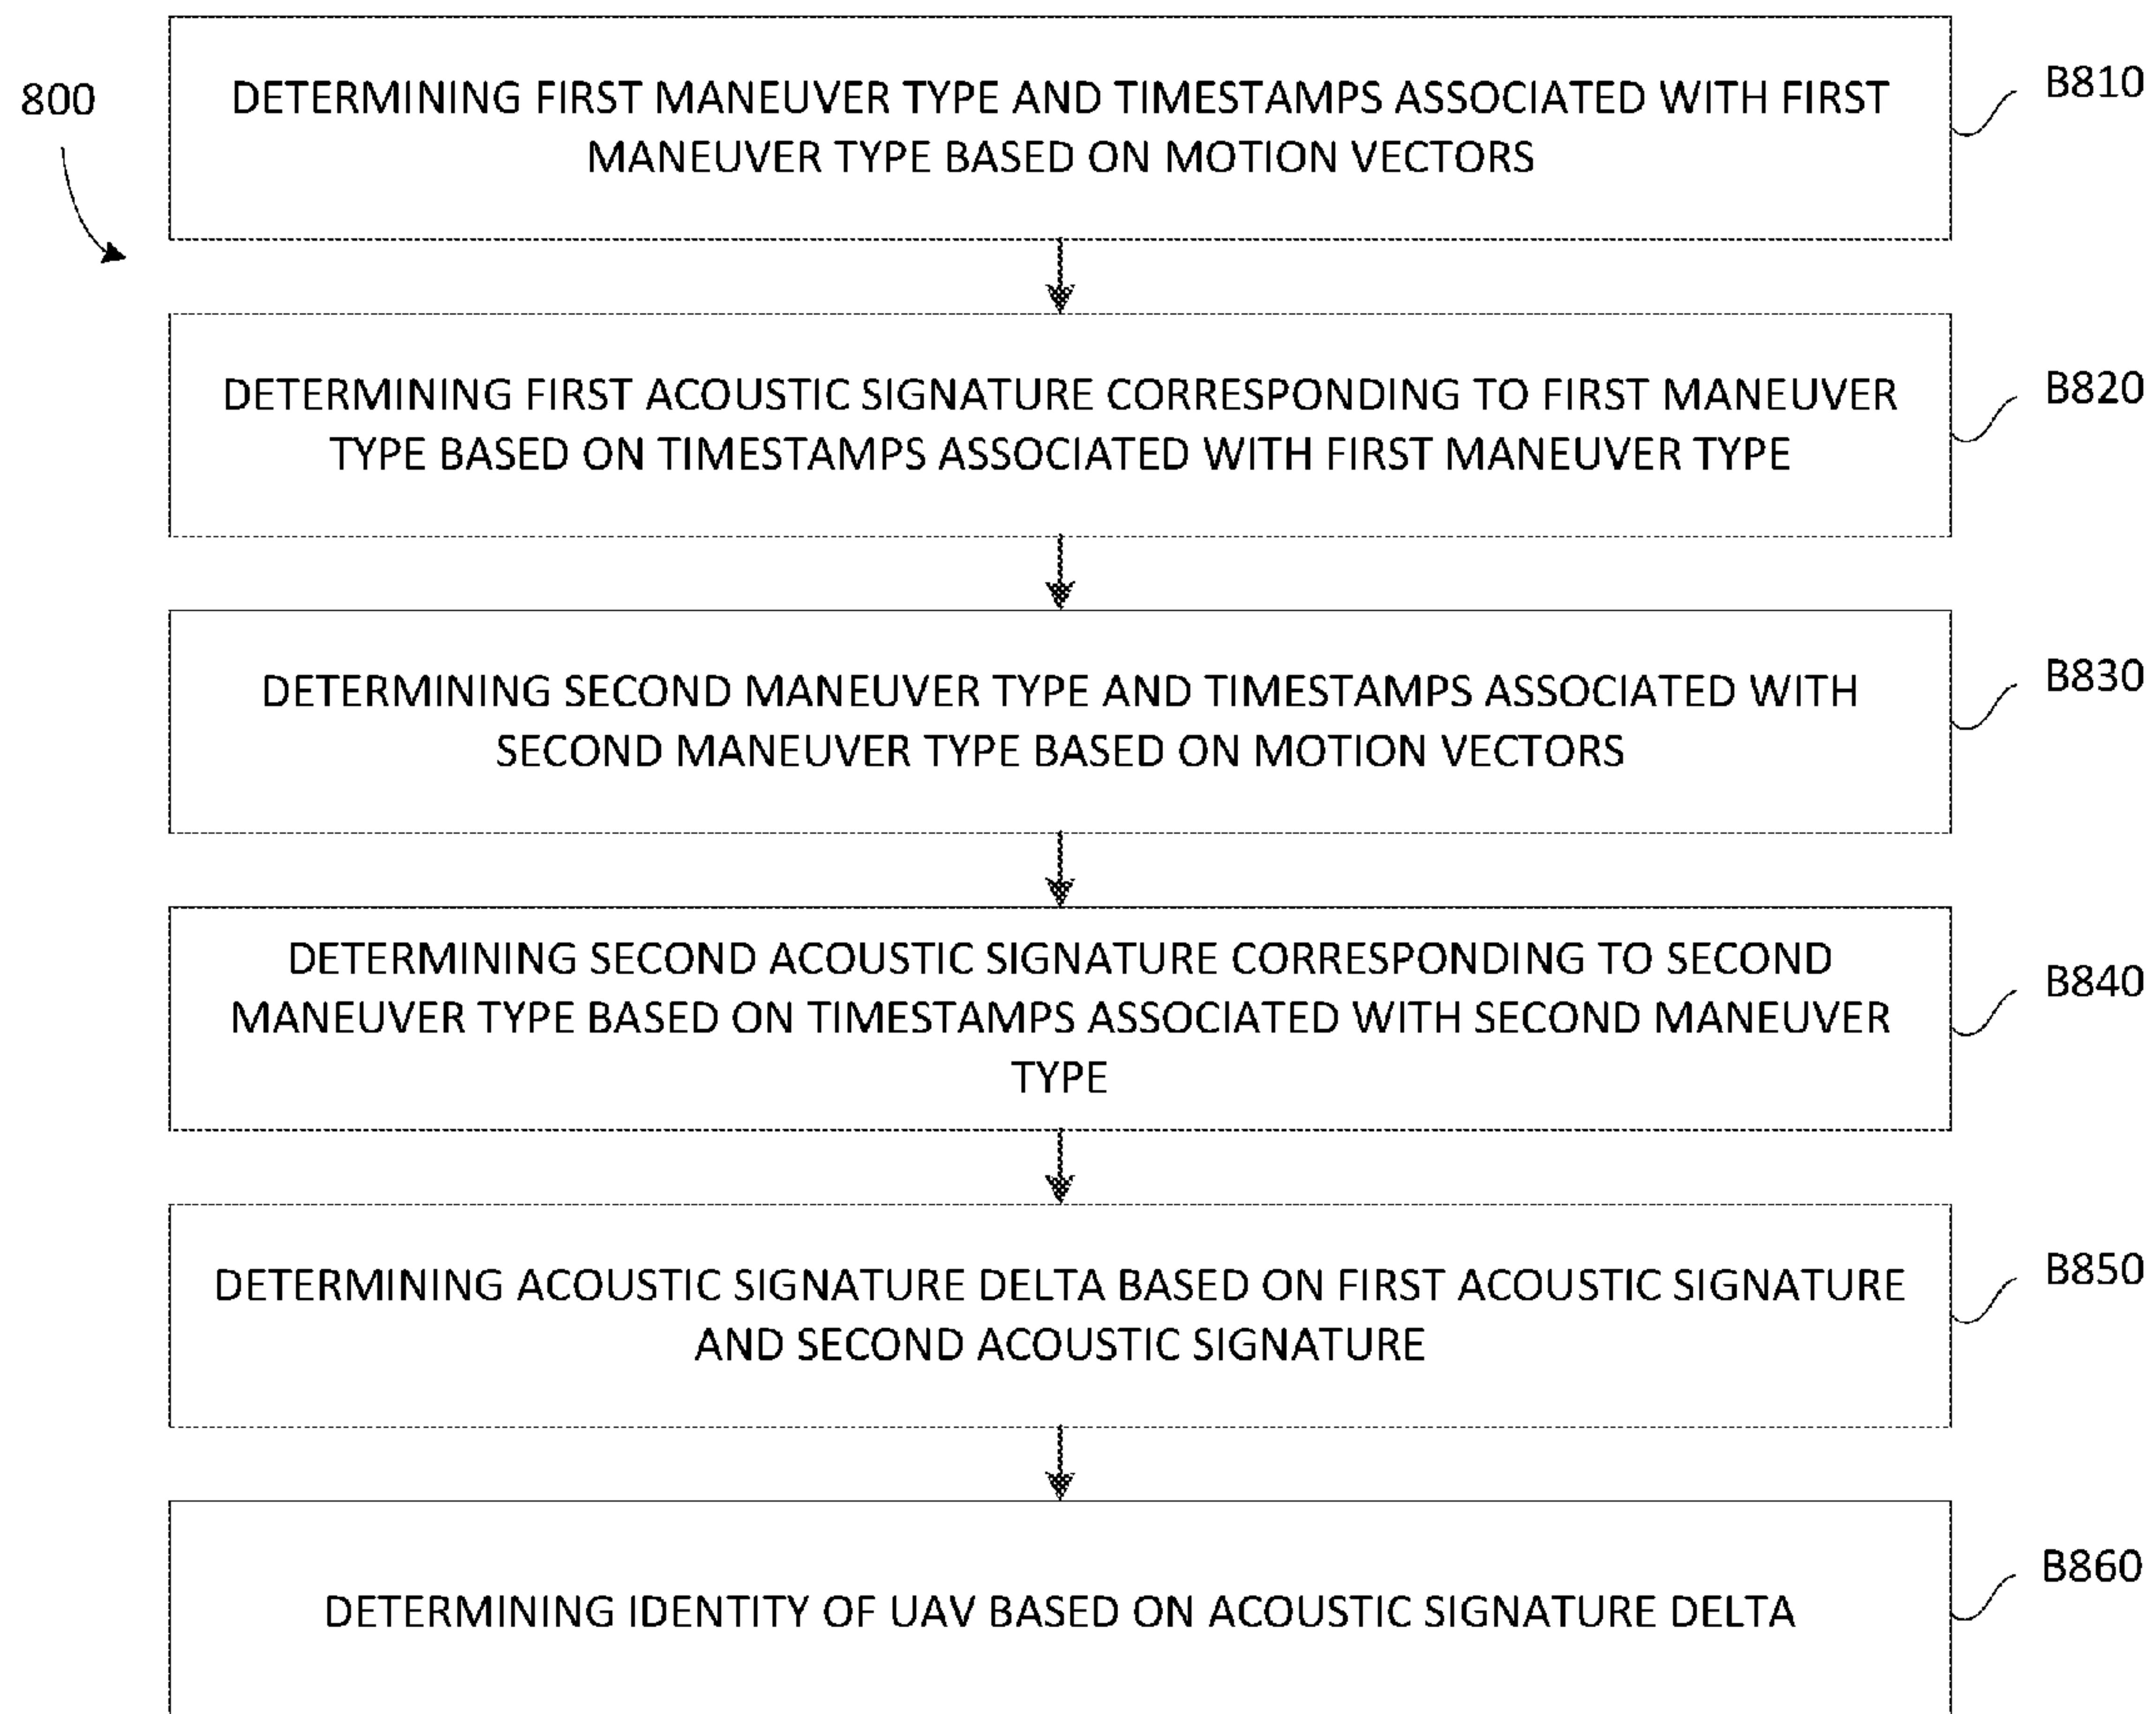 800
DETERMINING FIRST MANEUVER TYPE AND TIMESTAMPS ASSOCIATED WITH FIRST
MANEUVER TYPE BASED ON MOTION VECTORS
B810
DETERMINING FIRST ACOUSTIC SIGNATURE CORRESPONDING TO FIRST MANEUVER
TYPE BASED ON TIMESTAMPS ASSOCIATED WITH FIRST MANEUVER TYPE
B820
DETERMINING SECOND MANEUVER TYPE AND TIMESTAMPS ASSOCIATED WITH
SECOND MANEUVER TYPE BASED ON MOTION VECTORS
B830
DETERMINING SECOND ACOUSTIC SIGNATURE CORRESPONDING TO SECOND
MANEUVER TYPE BASED ON TIMESTAMPS ASSOCIATED WITH SECOND MANEUVER
TYPE
B840
DETERMINING ACOUSTIC SIGNATURE DELTA BASED ON FIRST ACOUSTIC SIGNATURE
AND SECOND ACOUSTIC SIGNATURE
B850
DETERMINING IDENTITY OF UAV BASED ON ACOUSTIC SIGNATURE DELTA
B860